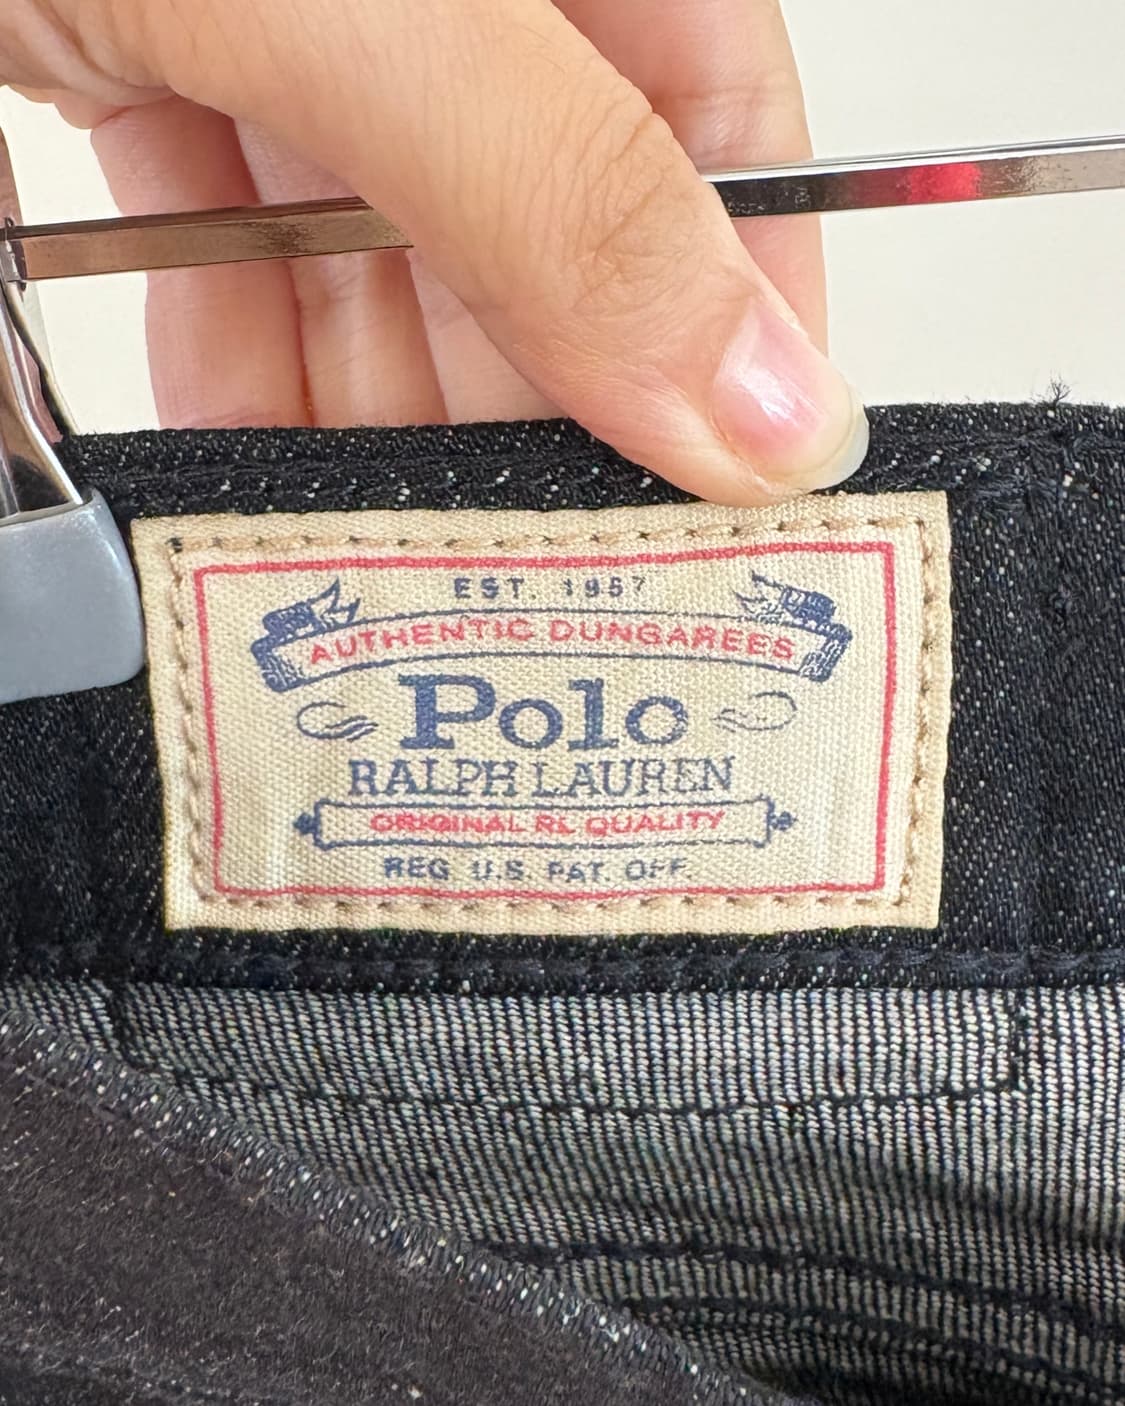 EST. 1967
AUTHENTIC DUNGAREES
Polo
RALPH LAUREN
ORIGINAL RL QUALITY
REG U.S. PAT. OFF.